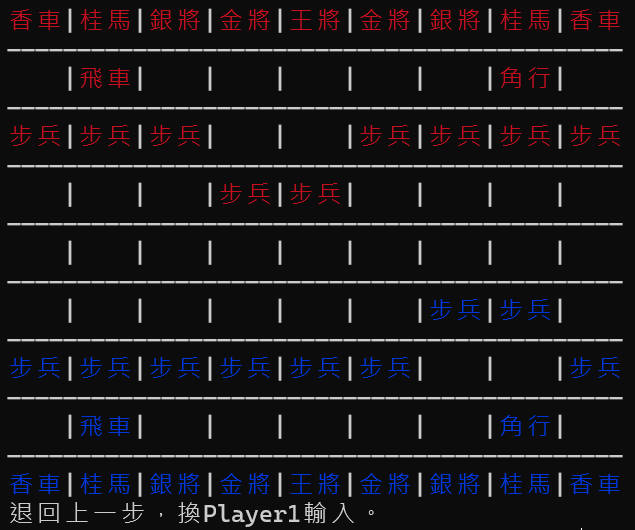 香車|桂馬|銀將|金將|王將|金將|銀將|桂馬|香車
|飛車| | | | | |角行|
步兵|步兵|步兵| | |步兵|步兵|步兵|步兵
| | |步兵|步兵| | | |
| | | | | | | |
| | | | | |步兵|步兵|
步兵|步兵|步兵|步兵|步兵|步兵| | |步兵
|飛車| | | | | |角行|
香車|桂馬|銀將|金將|王將|金將|銀將|桂馬|香車
退回上一步，換Player1輸入。